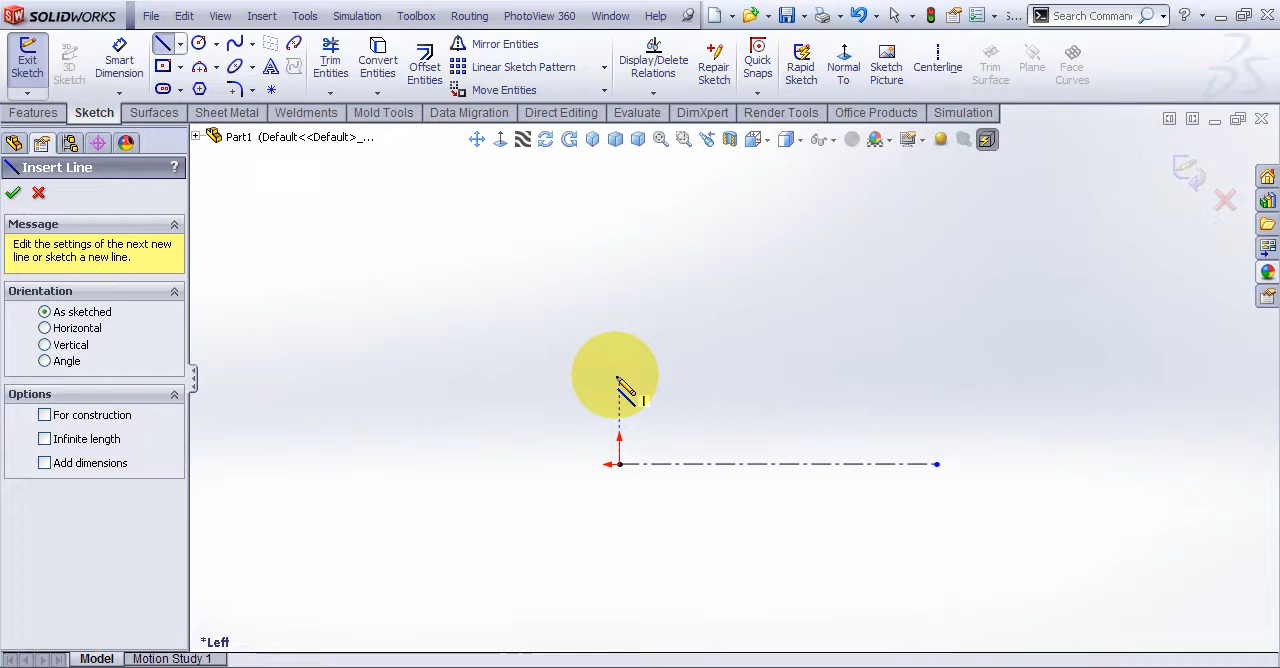 SOLIDWORKS File Edit View Insert Tools Simulation Toolbox Routing PhotoView 360 Window Help S... Search Comman ?
Exit Sketch
3D Sketch
Smart Dimension
Trim Entities
Convert Entities
Offset Entities
Mirror Entities
Linear Sketch Pattern
Move Entities
Display/Delete Relations
Repair Sketch
Quick Snaps
Rapid Sketch
Normal To
Sketch Picture
Centerline
Trim Surface
Plane
Face Curves
Features Sketch Surfaces Sheet Metal Weldments Mold Tools Data Migration Direct Editing Evaluate DimXpert Render Tools Office Products Simulation
Part1 (Default<<Default>_...
Insert Line ?
Message
Edit the settings of the next new
line or sketch a new line.
Orientation
As sketched
Horizontal
Vertical
Angle
Options
For construction
Infinite length
Add dimensions
*Left
Model Motion Study 1